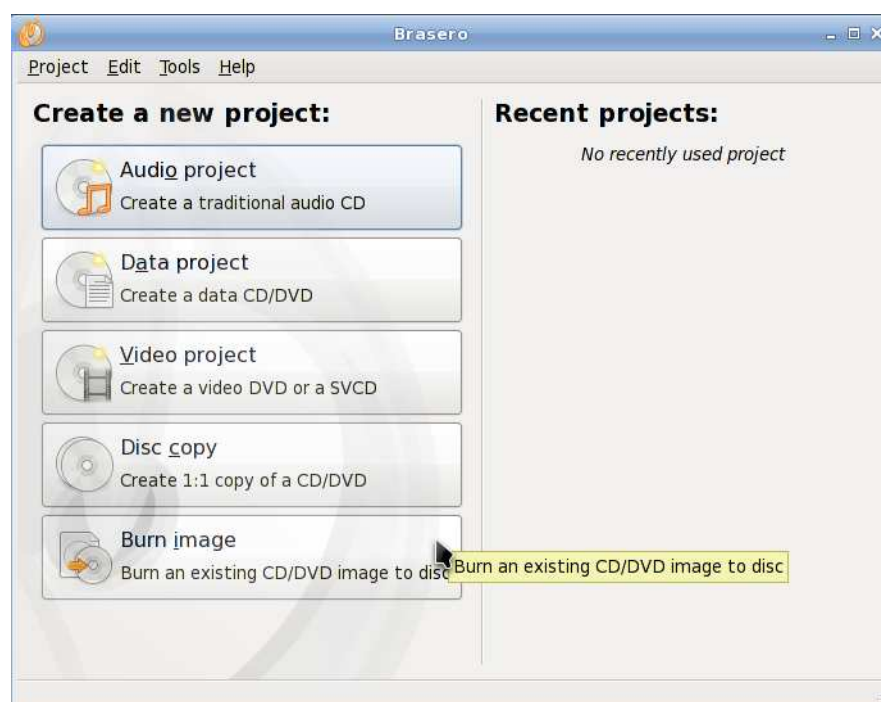 Brasero
Project Edit Tools Help
Create a new project:
Audio project
Create a traditional audio CD
Data project
Create a data CD/DVD
Video project
Create a video DVD or a SVCD
Disc copy
Create 1:1 copy of a CD/DVD
Burn image
Burn an existing CD/DVD image to disc
Burn an existing CD/DVD image to disc
Recent projects:
No recently used project